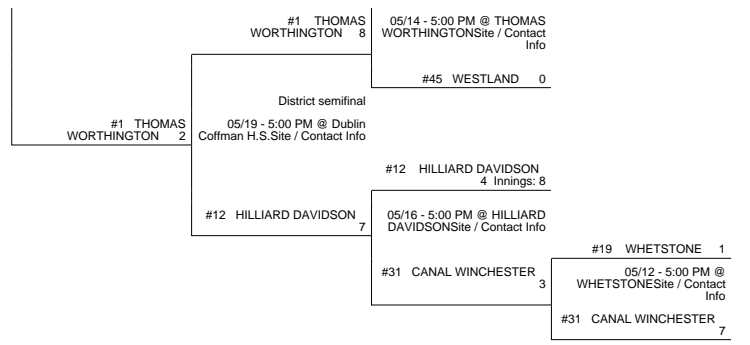 #1 THOMAS
WORTHINGTON 8
05/14 - 5:00 PM @ THOMAS
WORTHINGTONSite / Contact
Info
#45 WESTLAND 0
District semifinal
#1 THOMAS
WORTHINGTON 2
05/19 - 5:00 PM @ Dublin
Coffman H.S.Site / Contact Info
#12 HILLIARD DAVIDSON
4 Innings: 8
#12 HILLIARD DAVIDSON
7
05/16 - 5:00 PM @ HILLIARD
DAVIDSONSite / Contact Info
#19 WHETSTONE 1
#31 CANAL WINCHESTER
3
05/12 - 5:00 PM @
WHETSTONESite / Contact
Info
#31 CANAL WINCHESTER
7